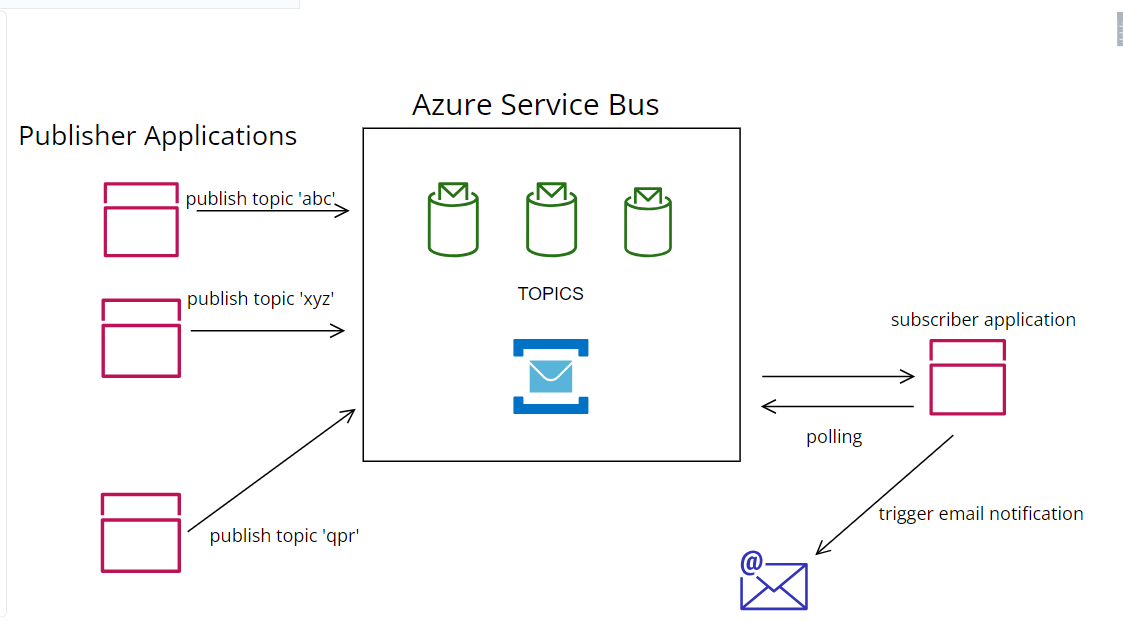 Azure Service Bus
Publisher Applications
publish topic 'abc'
publish topic 'xyz'
TOPICS
subscriber application
polling
trigger email notification
publish topic 'qpr'
@